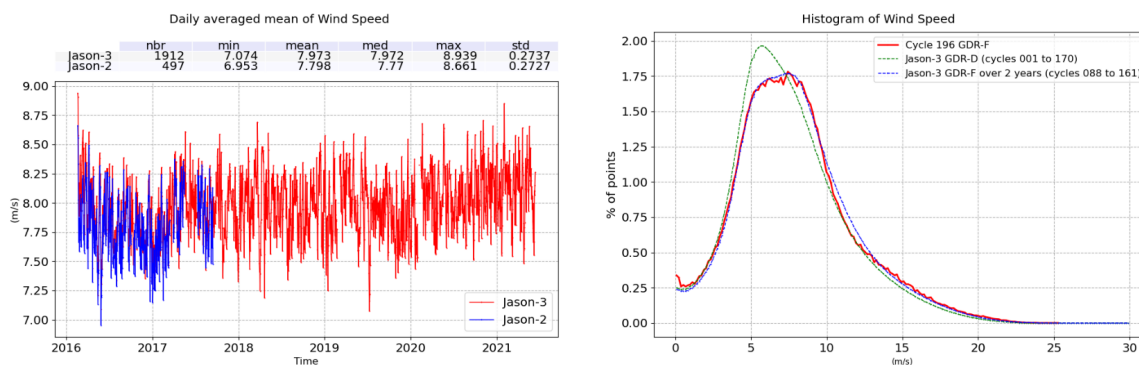 Daily averaged mean of Wind Speed
nbr min mean med max std
Jason-3 1912 7.074 7.973 7.972 8.939 0.2737
Jason-2 497 6.953 7.798 7.77 8.661 0.2727
9.00
8.75
8.50
8.25
8.00
7.75
7.50
7.25
7.00
(m/s)
Jason-3
Jason-2
2016 2017 2018 2019 2020 2021
Time
Histogram of Wind Speed
2.00
1.75
1.50
1.25
1.00
0.75
0.50
0.25
0.00
% of points
Cycle 196 GDR-F
Jason-3 GDR-D (cycles 001 to 170)
Jason-3 GDR-F over 2 years (cycles 088 to 161)
0 5 10 15 20 25 30
(m/s)